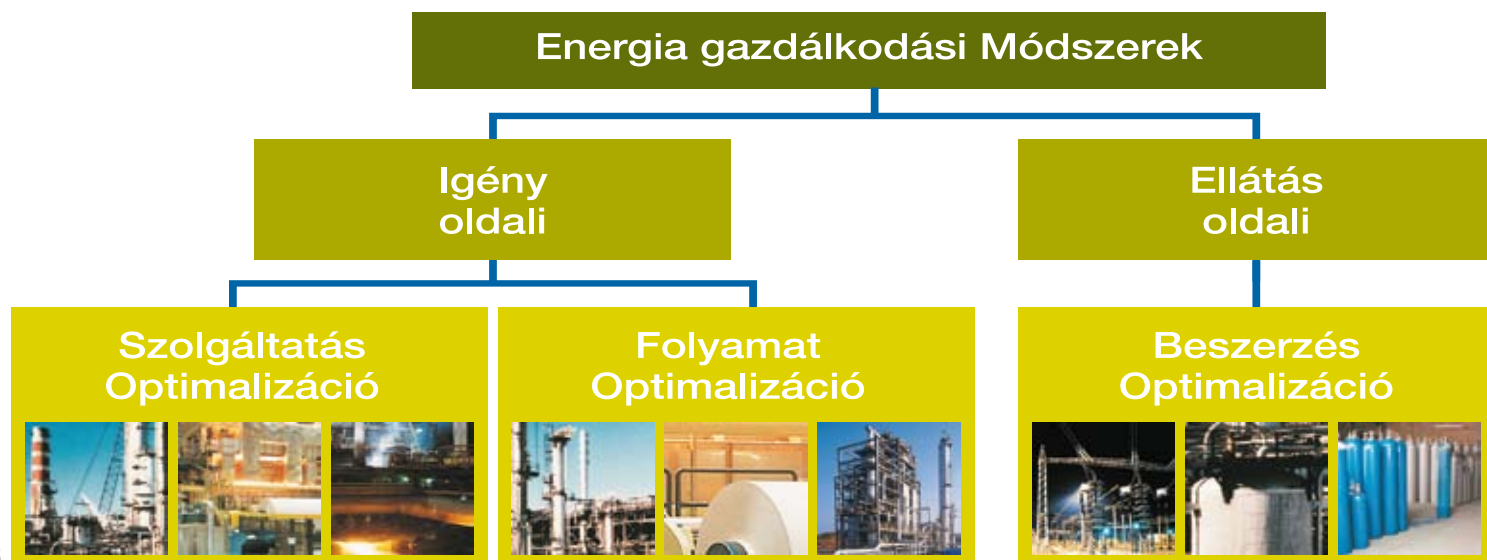 Energia gazdálkodási Módszerek
Igény
oldali
Ellátás
oldali
Szolgáltatás
Optimalizáció
Folyamat
Optimalizáció
Beszerzés
Optimalizáció